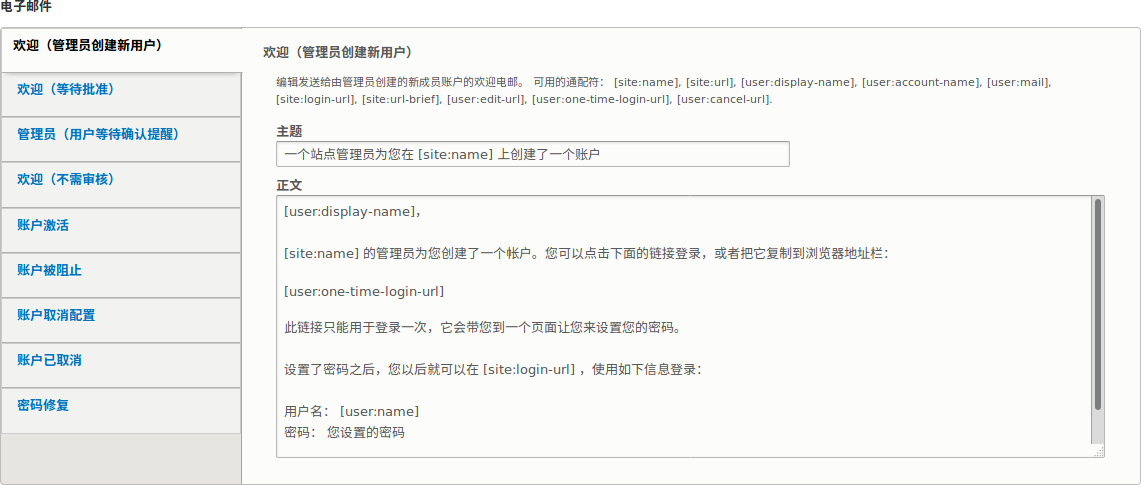 电子邮件
欢迎（管理员创建新用户）
欢迎（等待批准）
管理员（用户等待确认提醒）
欢迎（不需审核）
账户激活
账户被阻止
账户取消配置
账户已取消
密码修复
欢迎（管理员创建新用户）
编辑发送给由管理员创建的新成员账户的欢迎电邮。 可用的通配符： [site:name], [site:url], [user:display-name], [user:account-name], [user:mail],
[site:login-url], [site:url-brief], [user:edit-url], [user:one-time-login-url], [user:cancel-url].
主题
一个站点管理员为您在 [site:name] 上创建了一个账户
正文
[user:display-name]，
[site:name] 的管理员为您创建了一个帐户。您可以点击下面的链接登录，或者把它复制到浏览器地址栏：
[user:one-time-login-url]
此链接只能用于登录一次，它会带您到一个页面让您来设置您的密码。
设置了密码之后，您以后就可以在 [site:login-url] ，使用如下信息登录：
用户名： [user:name]
密码： 您设置的密码